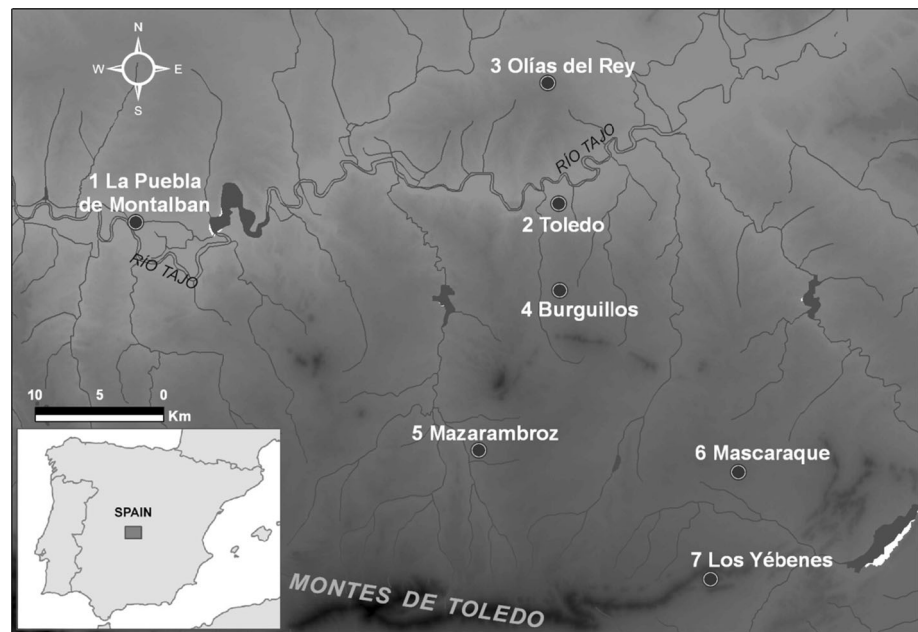 N
W E
S
3 Olías del Rey
RÍO TAJO
1 La Puebla
de Montalban
2 Toledo
RÍO TAJO
4 Burguillos
10 5 0
Km
5 Mazarambroz
6 Mascaraque
SPAIN
7 Los Yébenes
MONTES DE TOLEDO